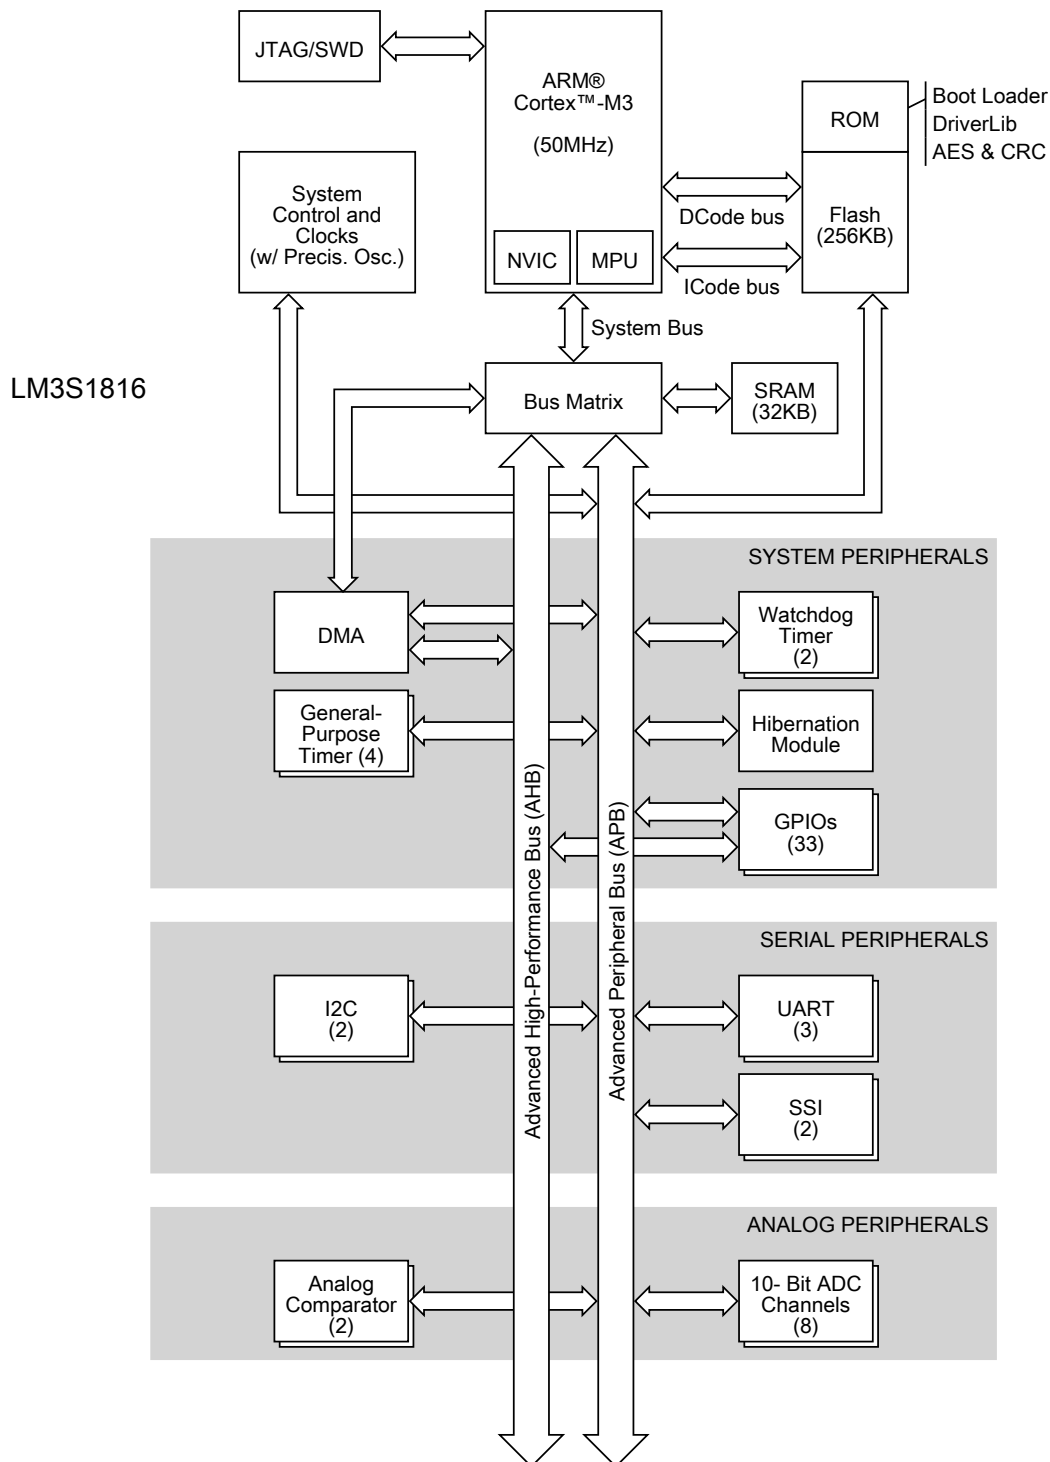 JTAG/SWD
ARM®
Cortex™-M3
(50MHz)
NVIC
MPU
ROM
Boot Loader
DriverLib
AES & CRC
Flash
(256KB)
DCode bus
ICode bus
System
Control and
Clocks
(w/ Precis. Osc.)
System Bus
LM3S1816
Bus Matrix
SRAM
(32KB)
SYSTEM PERIPHERALS
DMA
Watchdog
Timer
(2)
General-
Purpose
Timer (4)
Hibernation
Module
GPIOs
(33)
Advanced High-Performance Bus (AHB)
Advanced Peripheral Bus (APB)
SERIAL PERIPHERALS
I2C
(2)
UART
(3)
SSI
(2)
ANALOG PERIPHERALS
Analog
Comparator
(2)
10- Bit ADC
Channels
(8)